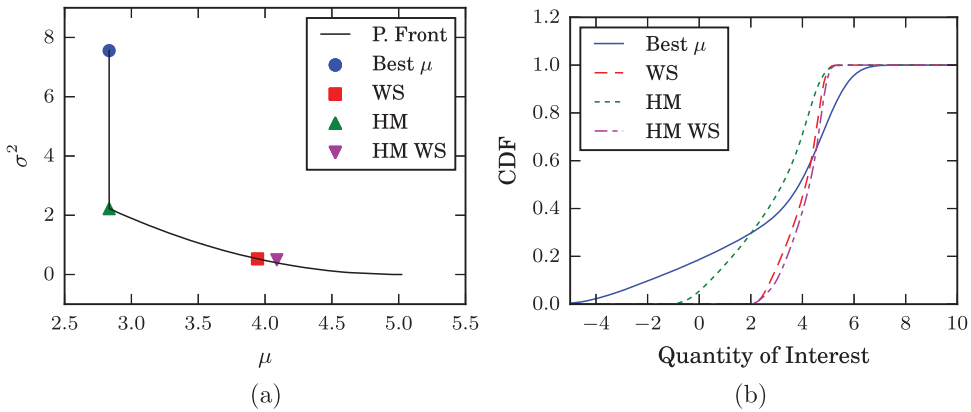 P. Front
Best μ
WS
HM
HM WS
8
6
4
2
0
σ²
2.5 3.0 3.5 4.0 4.5 5.0 5.5
μ
(a)
Best μ
WS
HM
HM WS
1.2
1.0
0.8
0.6
0.4
0.2
0.0
CDF
−4 −2 0 2 4 6 8 10
Quantity of Interest
(b)